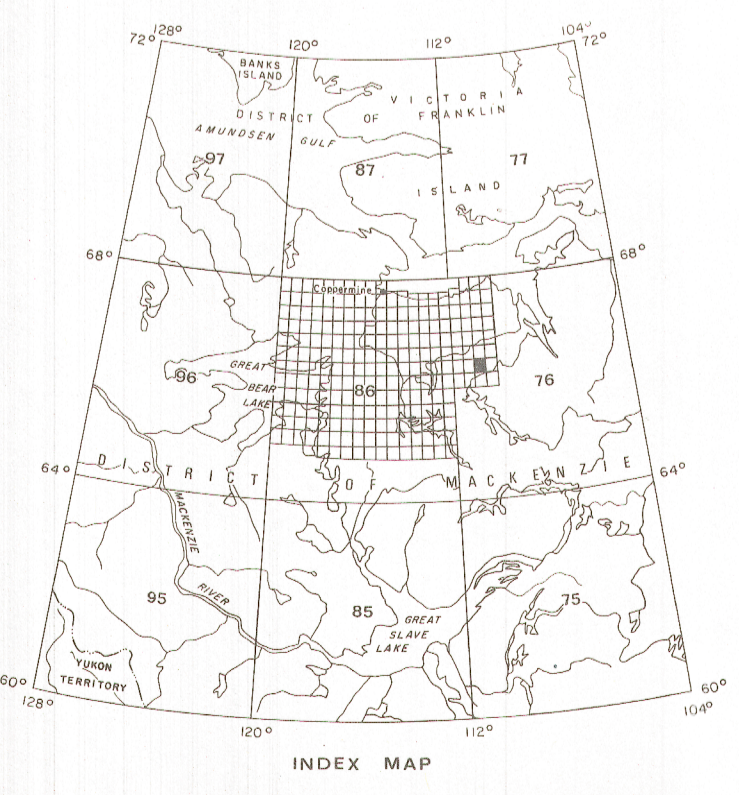 128°
72°
120°
112°
104°
72°
BANKS
ISLAND
VICTORIA
DISTRICT OF FRANKLIN
AMUNDSEN GULF
97
87
77
ISLAND
68°
68°
Coppermine
GREAT
BEAR
LAKE
96
86
76
DISTRICT OF MACKENZIE
64°
64°
MACKENZIE
RIVER
95
85
75
GREAT
SLAVE
LAKE
YUKON
TERRITORY
60°
128°
60°
104°
120°
112°
INDEX MAP